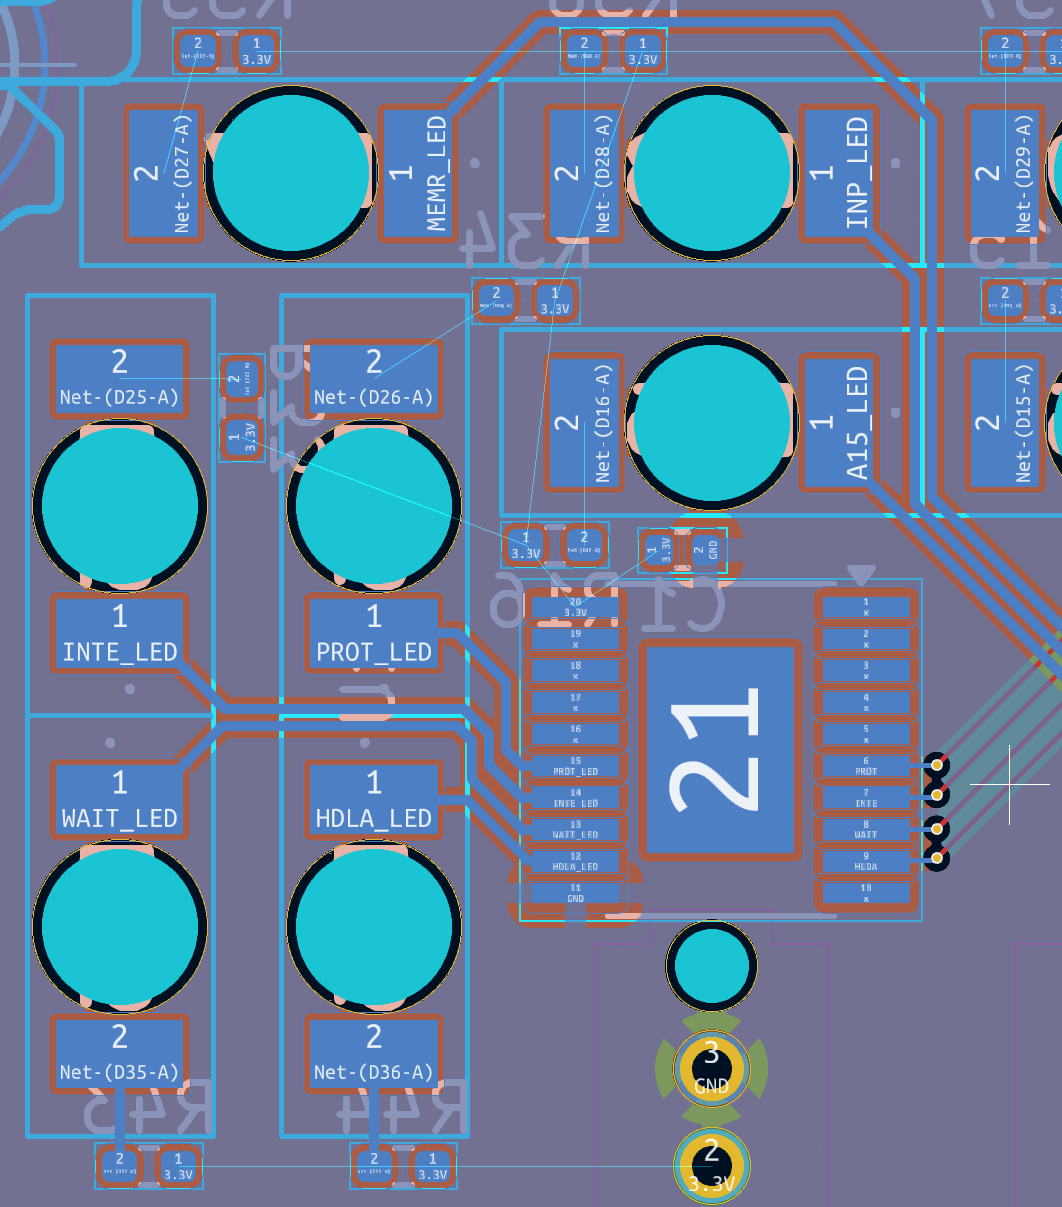 2
1
3.3V
2
1
3.3V
2
2
Net-(D27-A)
1
MEMR_LED
2
Net-(D28-A)
1
INP_LED
2
Net-(D29-A)
R34
2
1
3.3V
2
2
Net-(D25-A)
2
1
3.3V
2
Net-(D26-A)
2
Net-(D16-A)
1
A15_LED
2
Net-(D15-A)
1
3.3V
2
1
3.3V
2
GND
C1
1
INTE_LED
1
PROT_LED
20
3.3V
19
x
18
x
17
x
16
x
15
PROT_LED
14
INTE_LED
13
WAIT_LED
12
HDLA_LED
11
GND
21
1
x
2
x
3
x
4
x
5
x
6
PROT
7
INTE
8
WAIT
9
HLDA
10
x
1
WAIT_LED
1
HDLA_LED
2
Net-(D35-A)
2
Net-(D36-A)
R43
R44
2
1
3.3V
2
1
3.3V
3
GND
2
3.3V